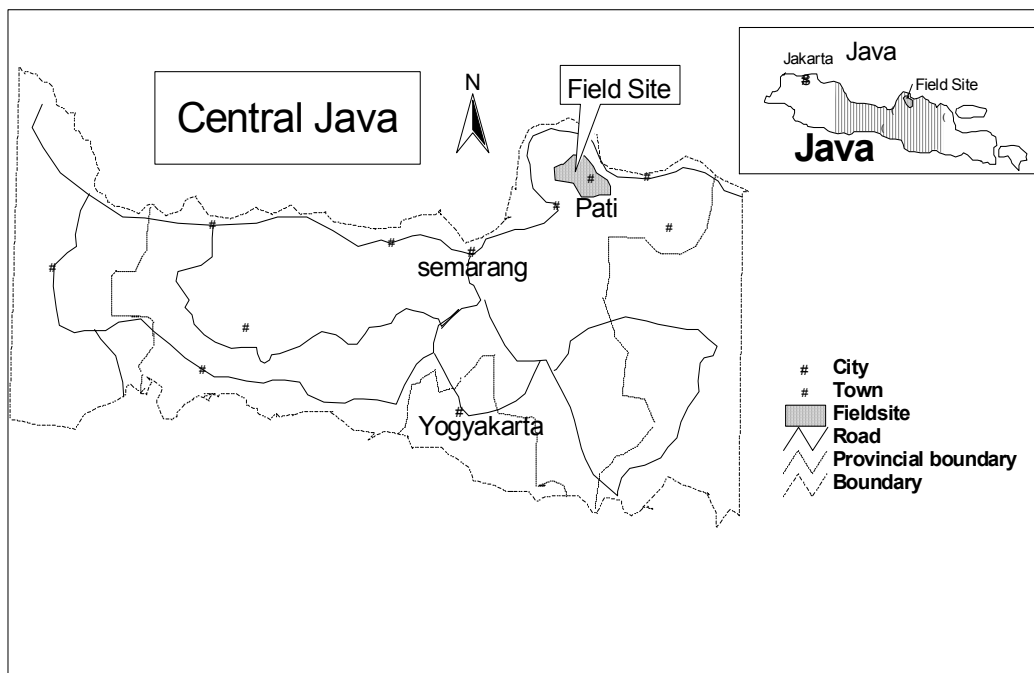 Central Java
N
Field Site
Pati
semarang
Yogyakarta
Java
Jakarta
Field Site
Java
# City
# Town
Fieldsite
Road
Provincial boundary
Boundary